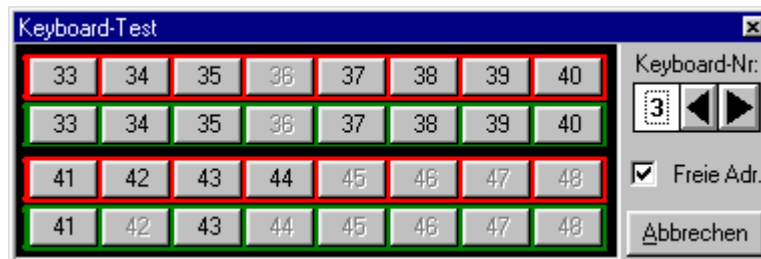 Keyboard-Test
33 34 35 36 37 38 39 40
33 34 35 36 37 38 39 40
41 42 43 44 45 46 47 48
41 42 43 44 45 46 47 48
Keyboard-Nr:
3
Freie Adr.
Abbrechen